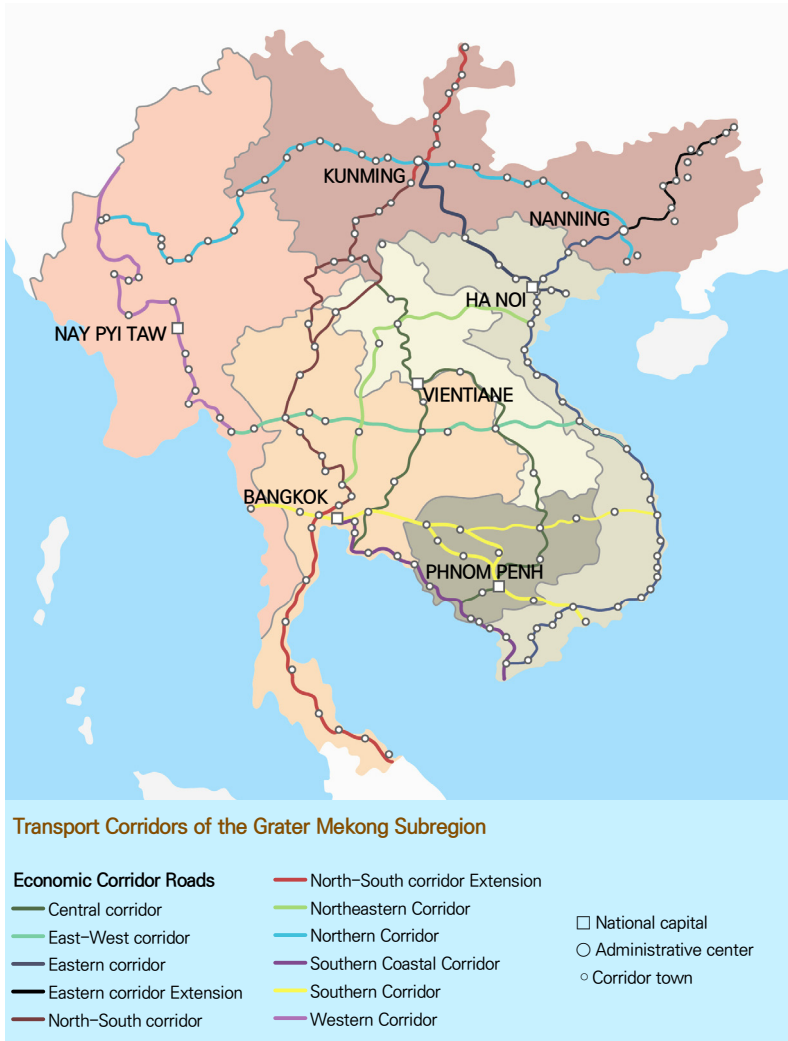 KUNMING
NANNING
HA NOI
NAY PYI TAW
VIENTIANE
BANGKOK
PHNOM PENH
Transport Corridors of the Grater Mekong Subregion
Economic Corridor Roads
Central corridor
East-West corridor
Eastern corridor
Eastern corridor Extension
North-South corridor
North-South corridor Extension
Northeastern Corridor
Northern Corridor
Southern Coastal Corridor
Southern Corridor
Western Corridor
National capital
Administrative center
Corridor town